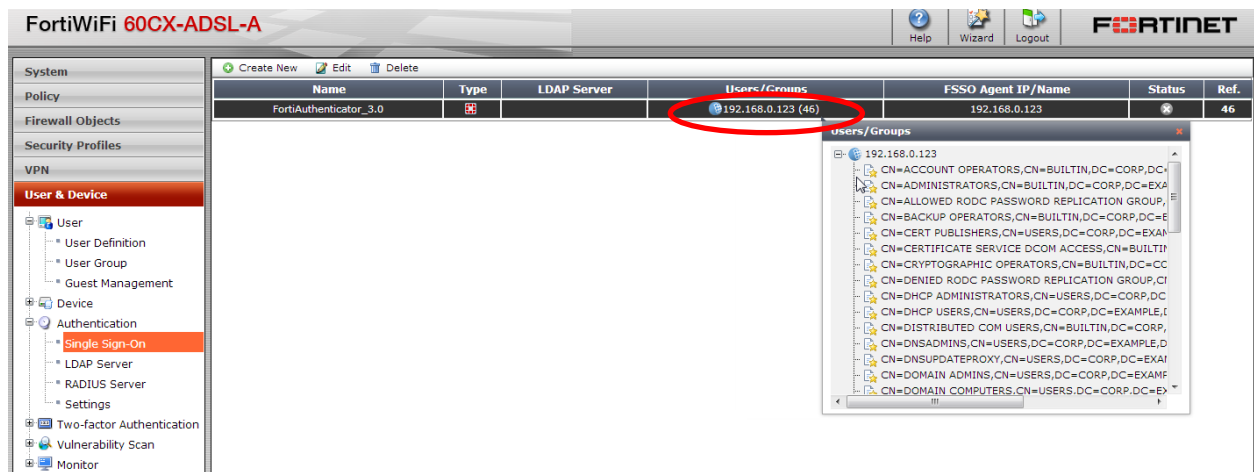 FortiWiFi 60CX-ADSL-A
Help
Wizard
Logout
FORTINET
System
Policy
Firewall Objects
Security Profiles
VPN
User & Device
User
User Definition
User Group
Guest Management
Device
Authentication
Single Sign-On
LDAP Server
RADIUS Server
Settings
Two-factor Authentication
Vulnerability Scan
Monitor
Create New Edit Delete
Name Type LDAP Server Users/Groups FSSO Agent IP/Name Status Ref.
FortiAuthenticator_3.0 192.168.0.123 (46) 192.168.0.123 46
Users/Groups
192.168.0.123
CN=ACCOUNT OPERATORS,CN=BUILTIN,DC=CORP,DC=
CN=ADMINISTRATORS,CN=BUILTIN,DC=CORP,DC=EXA
CN=ALLOWED RODC PASSWORD REPLICATION GROUP,
CN=BACKUP OPERATORS,CN=BUILTIN,DC=CORP,DC=E
CN=CERT PUBLISHERS,CN=USERS,DC=CORP,DC=EXAM
CN=CERTIFICATE SERVICE DCOM ACCESS,CN=BUILTIN
CN=CRYPTOGRAPHIC OPERATORS,CN=BUILTIN,DC=CO
CN=DENIED RODC PASSWORD REPLICATION GROUP,CN
CN=DHCP ADMINISTRATORS,CN=USERS,DC=CORP,DC
CN=DHCP USERS,CN=USERS,DC=CORP,DC=EXAMPLE,D
CN=DISTRIBUTED COM USERS,CN=BUILTIN,DC=CORP,
CN=DNSADMINS,CN=USERS,DC=CORP,DC=EXAMPLE,D
CN=DNSUPDATEPROXY,CN=USERS,DC=CORP,DC=EXAM
CN=DOMAIN ADMINS,CN=USERS,DC=CORP,DC=EXAMP
CN=DOMAIN COMPUTERS,CN=USERS,DC=CORP,DC=EX